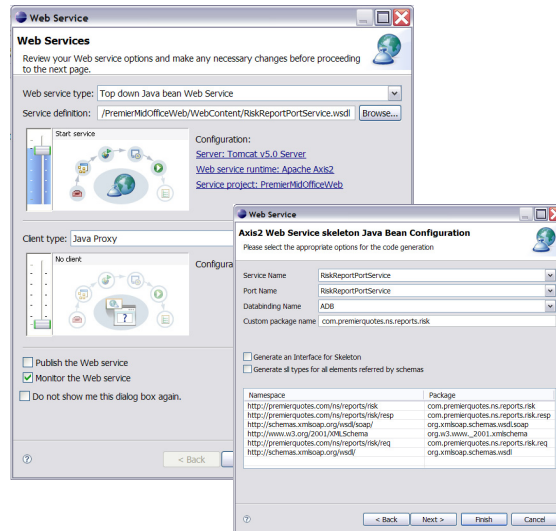 Web Service
Web Services
Review your Web service options and make any necessary changes before proceeding
to the next page.
Web service type: Top down Java bean Web Service
Service definition: /PremierMidOfficeWeb/WebContent/RiskReportPortService.wsdl Browse...
Start service
Configuration:
Server: Tomcat v5.0 Server
Web service runtime: Apache Axis2
Service project: PremierMidOfficeWeb
Client type: Java Proxy
No client
Configura
Publish the Web service
Monitor the Web service
Do not show me this dialog box again.
< Back
Web Service
Axis2 Web Service skeleton Java Bean Configuration
Please select the appropriate options for the code generation
Service Name RiskReportPortService
Port Name RiskReportPortService
Databinding Name ADB
Custom package name com.premierquotes.ns.reports.risk
Generate an Interface for Skeleton
Generate sll types for all elements referred by schemas
Namespace Package
http://premierquotes.com/ns/reports/risk com.premierquotes.ns.reports.risk
http://premierquotes.com/ns/reports/risk/resp com.premierquotes.ns.reports.risk.resp
http://schemas.xmlsoap.org/wsdl/soap/ org.xmlsoap.schemas.wsdl.soap
http://www.w3.org/2001/XMLSchema org.w3.www._2001.xmlschema
http://premierquotes.com/ns/reports/risk/req com.premierquotes.ns.reports.risk.req
http://schemas.xmlsoap.org/wsdl/ org.xmlsoap.schemas.wsdl
< Back Next > Finish Cancel